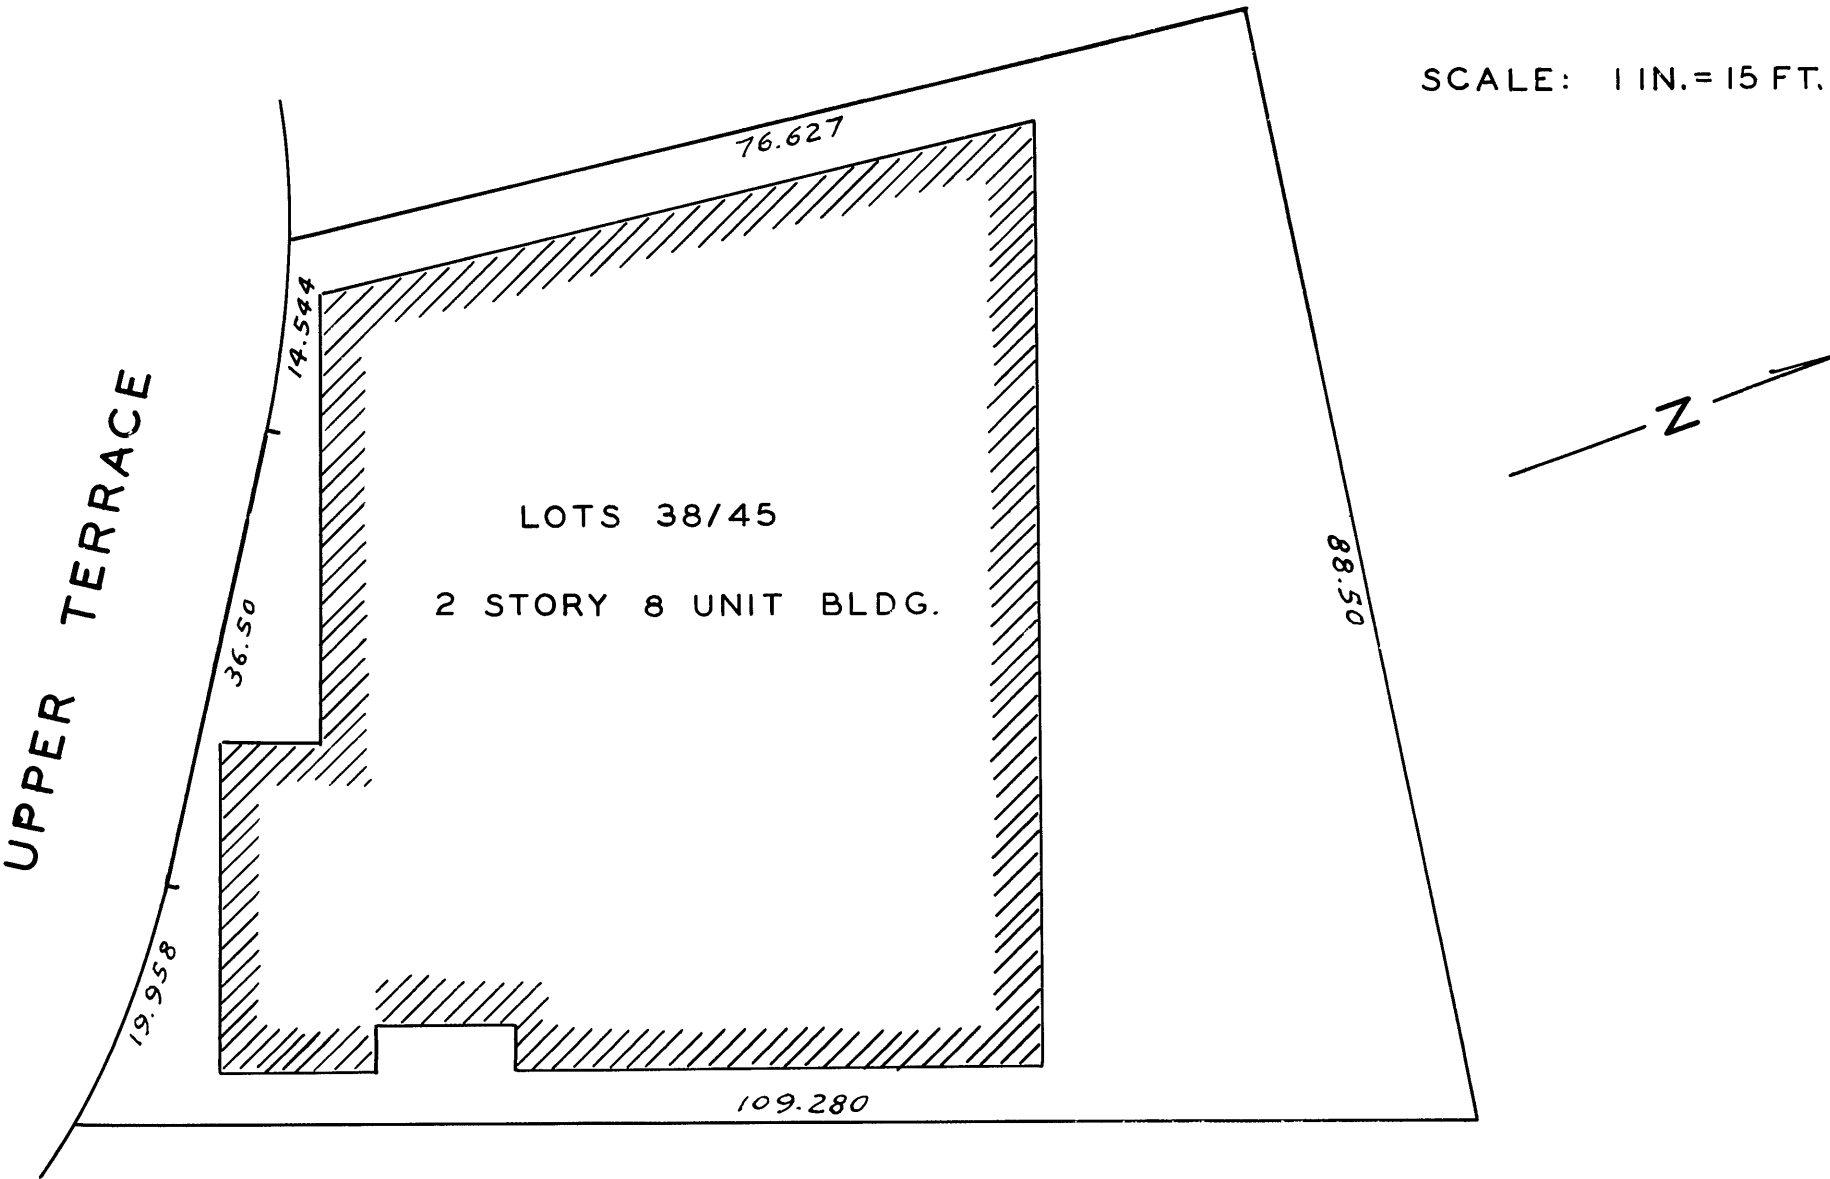 SCALE: 1 IN. = 15 FT.
76.627
14.544
UPPER TERRACE
N
LOTS 38/45
88.50
2 STORY 8 UNIT BLDG.
36.50
19.958
109.280